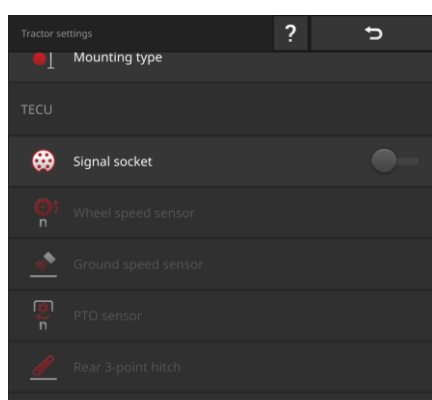 Tractor settings
?
Mounting type
TECU
Signal socket
Wheel speed sensor
n
Ground speed sensor
PTO sensor
n
Rear 3-point hitch